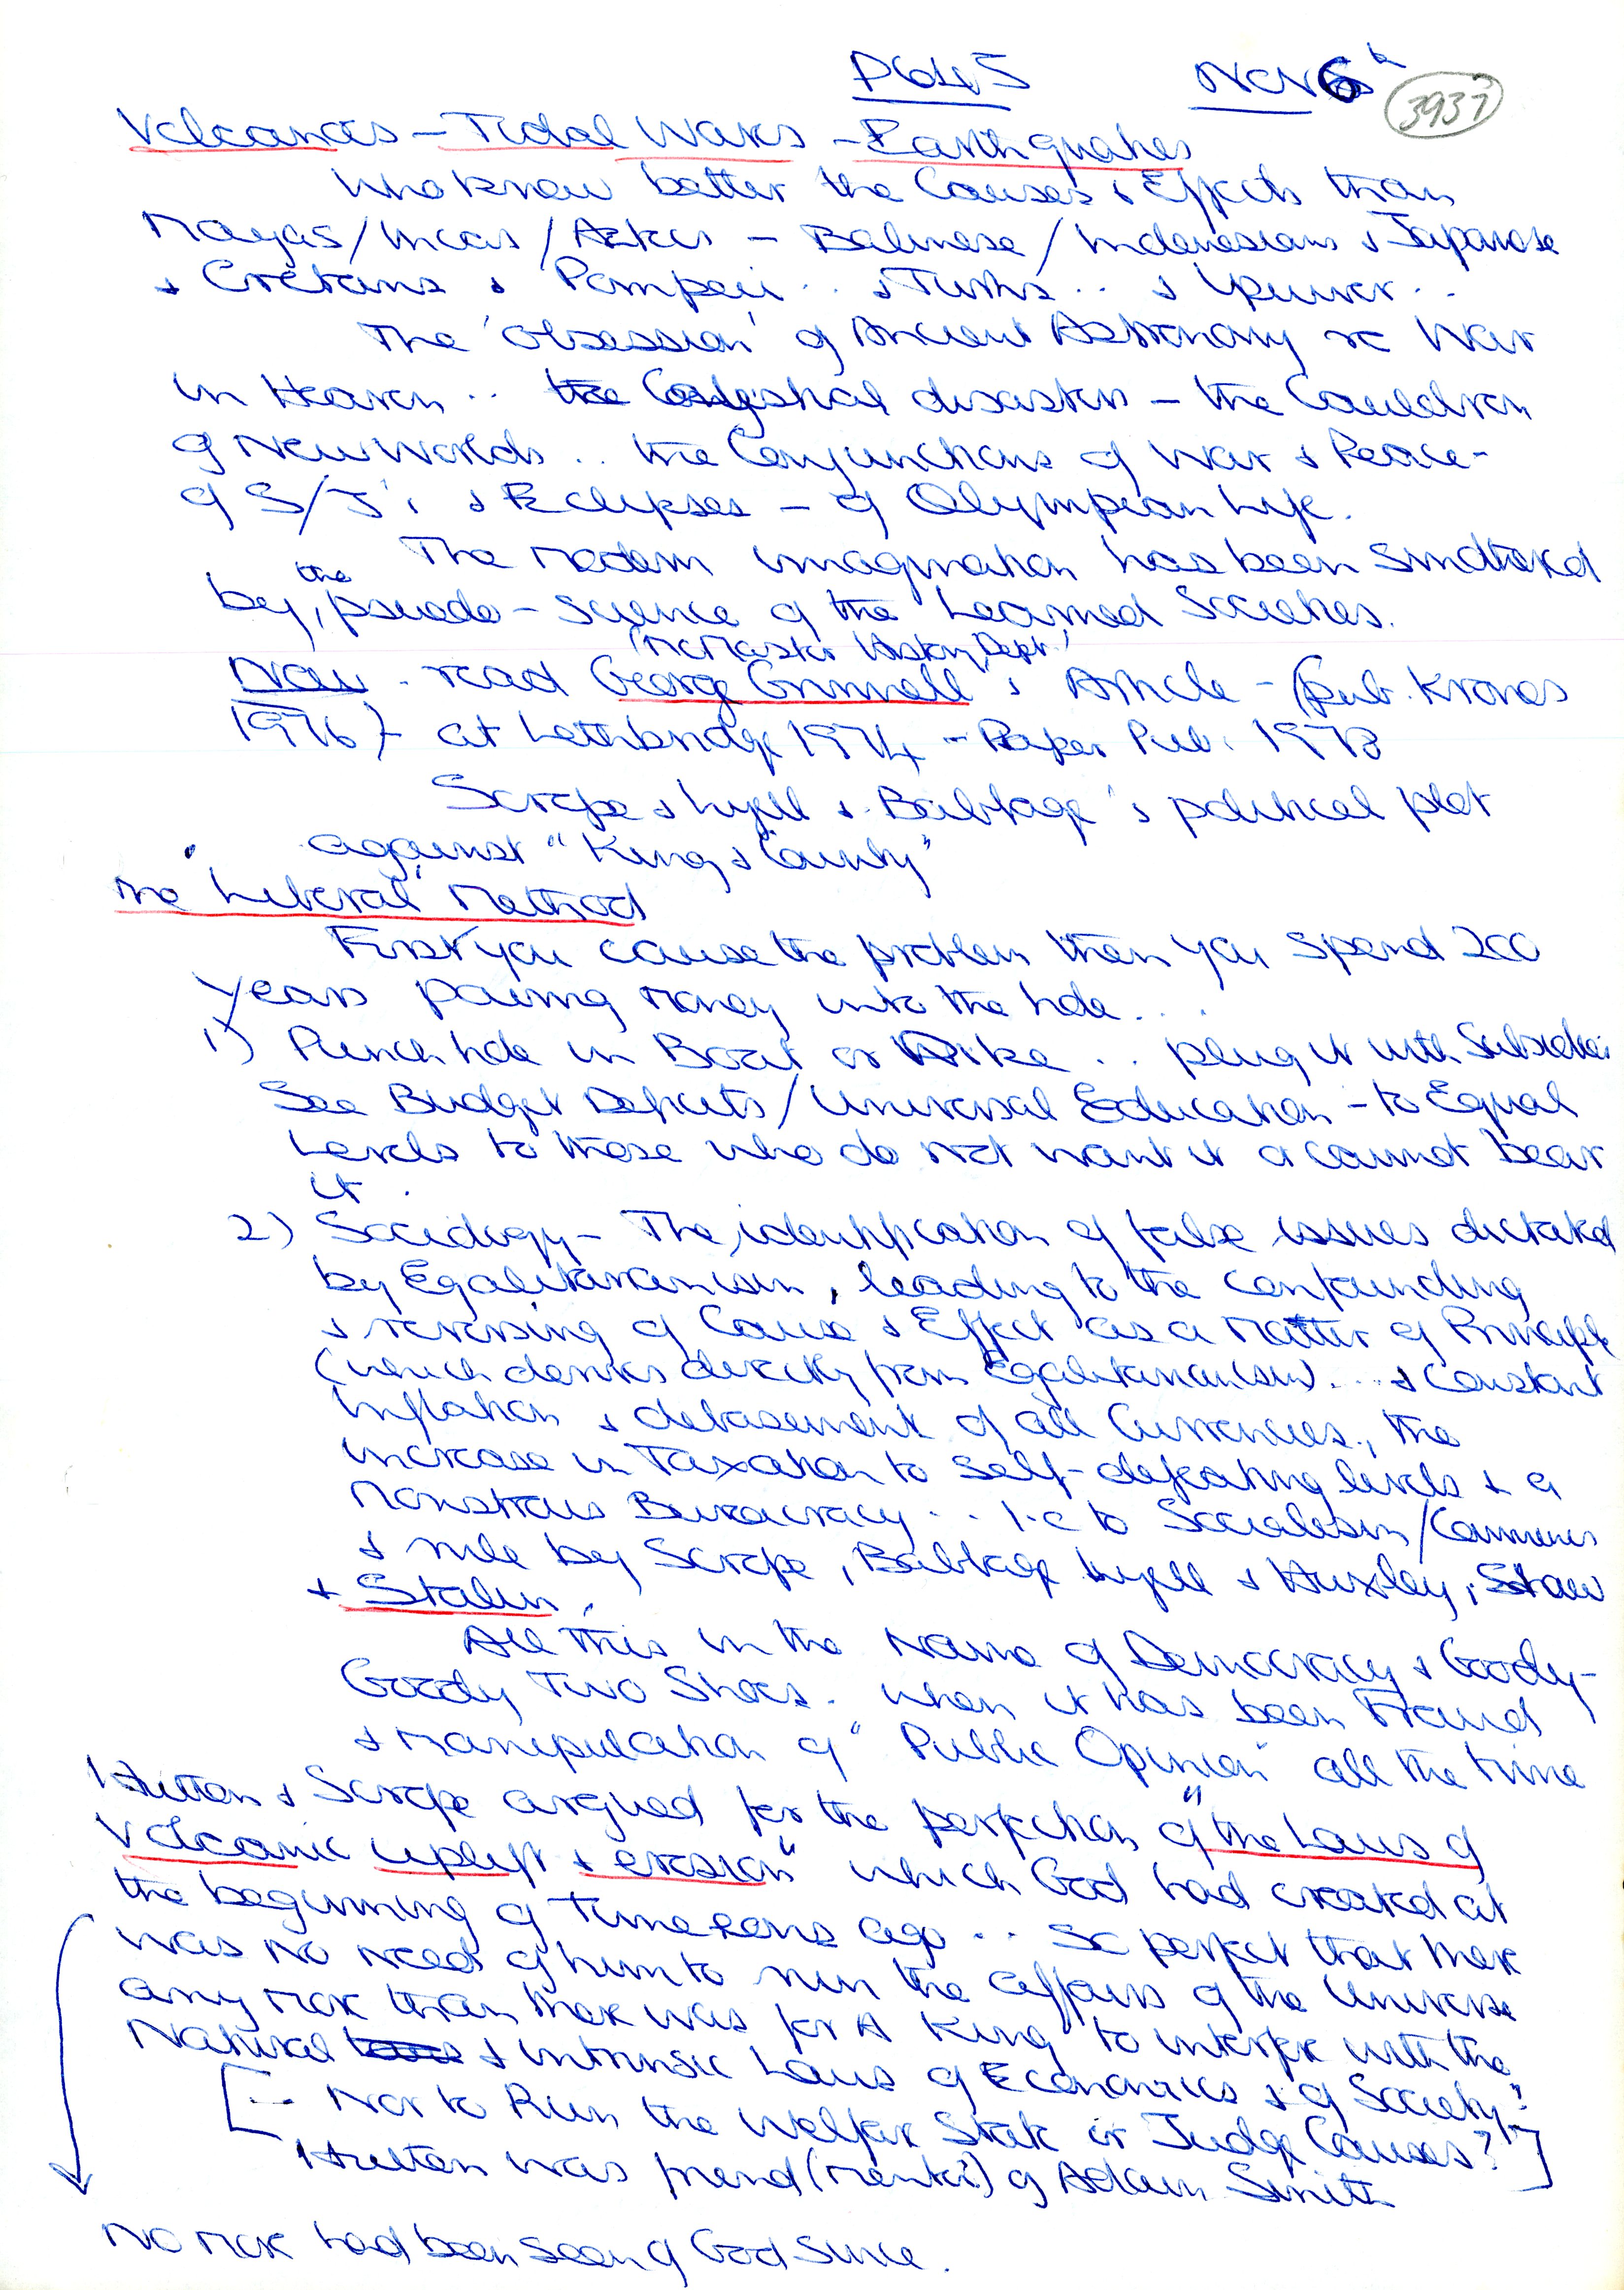 P6445 Nov 6th
3937
Volcanoes – Tidal Waves – Earthquakes
Who knew better the Causes & Effects than
Mayas/Incas/Aztecs – Balinese/Indonesians & Japanese
& Cretans & Pompeii .. & Turks .. & Ipuwer ..
The 'obsession' of Ancient Astronomy re War
in Heaven .. the Celestial disasters – the Cauldron
of New Worlds .. the Conjunctions of War & Peace –
of S/J's & Eclipses – of Olympian Life.
The Modern imagination has been
by, the pseudo-science of the Learned Societies.
(McMaster History Dept.)
Now – read George Grinnell's Article – (pub. Kronos
1976) – at Lethbridge 1974 – Paper Pub. 1978
Scrope & Lyell & Babbage's political plot
against "King & County"
The 'Liberal' Method
First you cause the problem then you spend 200
years pouring money into the hole ....
1) Punch hole in Boat or Dike .. plug it with Subsidies
See Budget Deficits/Universal Education – to Equal
Levels to those who do not want it or cannot bear
it.
2) Sociology – The identification of false issues dictated
by Egalitarianism, leading to the confounding
& reversing of Cause & Effect as a matter of Principle
(which derives directly from Egalitarianism) ... & constant
Inflation & debasement of all Currencies, the
increase in Taxation to self-defeating levels & a
Monstrous Buracracy .. i.e to Socialism/
& rule by Scrope, Babbage Lyell & Huxley, Shaw
& Stalin.
All this in the Name of Democracy & Goody-
Goody Two Shoes. when it has been Fraud
& Manipulation of "Public Opinion" all the time
Hutton & Scrope argued for the perfection of "the Laws of
Volcanic uplift & erosion" which God had created at
the beginning of Time eons ago .. So perfect that there
was no need of him to run the affairs of the Universe
any more than there was for A King "to interfere with the
Natural & intrinsic Laws of Economics & of Society."
[.. Nor to Run the Welfare State or Judge Causes?"]
Hutton was friend (mentor?) of Adam Smith
No more had been seen of God since.